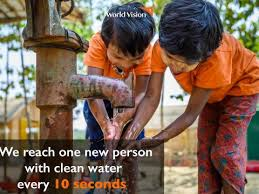 World Vision
We reach one new person
with clean water
every 10 seconds